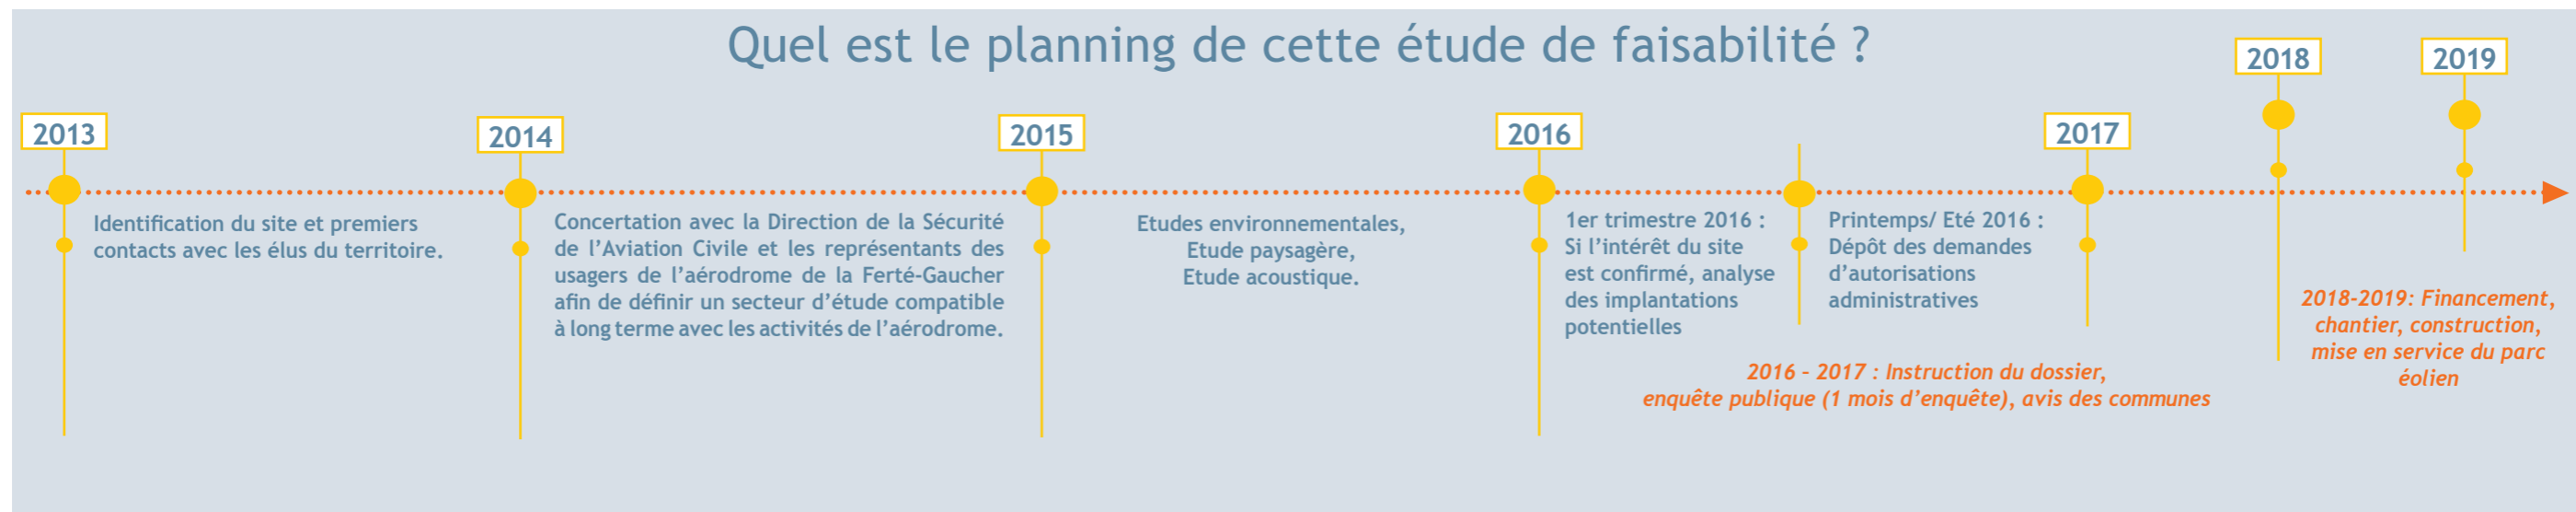 Quel est le planning de cette étude de faisabilité ?
2013
Identification du site et premiers
contacts avec les élus du territoire.
2014
Concertation avec la Direction de la Sécurité
de l’Aviation Civile et les représentants des
usagers de l’aérodrome de la Ferté-Gaucher
afin de définir un secteur d’étude compatible
à long terme avec les activités de l’aérodrome.
2015
Etudes environnementales,
Etude paysagère,
Etude acoustique.
2016
1er trimestre 2016 :
Si l’intérêt du site
est confirmé, analyse
des implantations
potentielles
Printemps/ Eté 2016 :
Dépôt des demandes
d’autorisations
administratives
2017
2016 – 2017 : Instruction du dossier,
enquête publique (1 mois d’enquête), avis des communes
2018
2019
2018-2019: Financement,
chantier, construction,
mise en service du parc
éolien